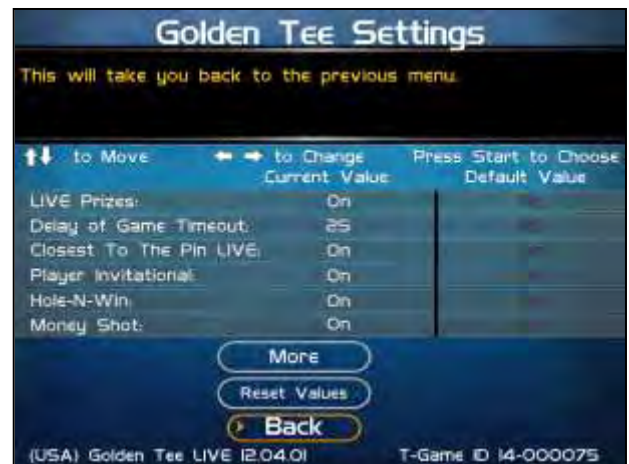 Golden Tee Settings
This will take you back to the previous menu.
to Move to Change Press Start to Choose
Current Value Default Value
LIVE Prizes: On
Delay of Game Timeout: 25
Closest To The Pin LIVE: On
Player Invitational: On
Hole-N-Win: On
Money Shot: On
More
Reset Values
Back
(USA) Golden Tee LIVE 12.04.01 T-Game ID 14-000075